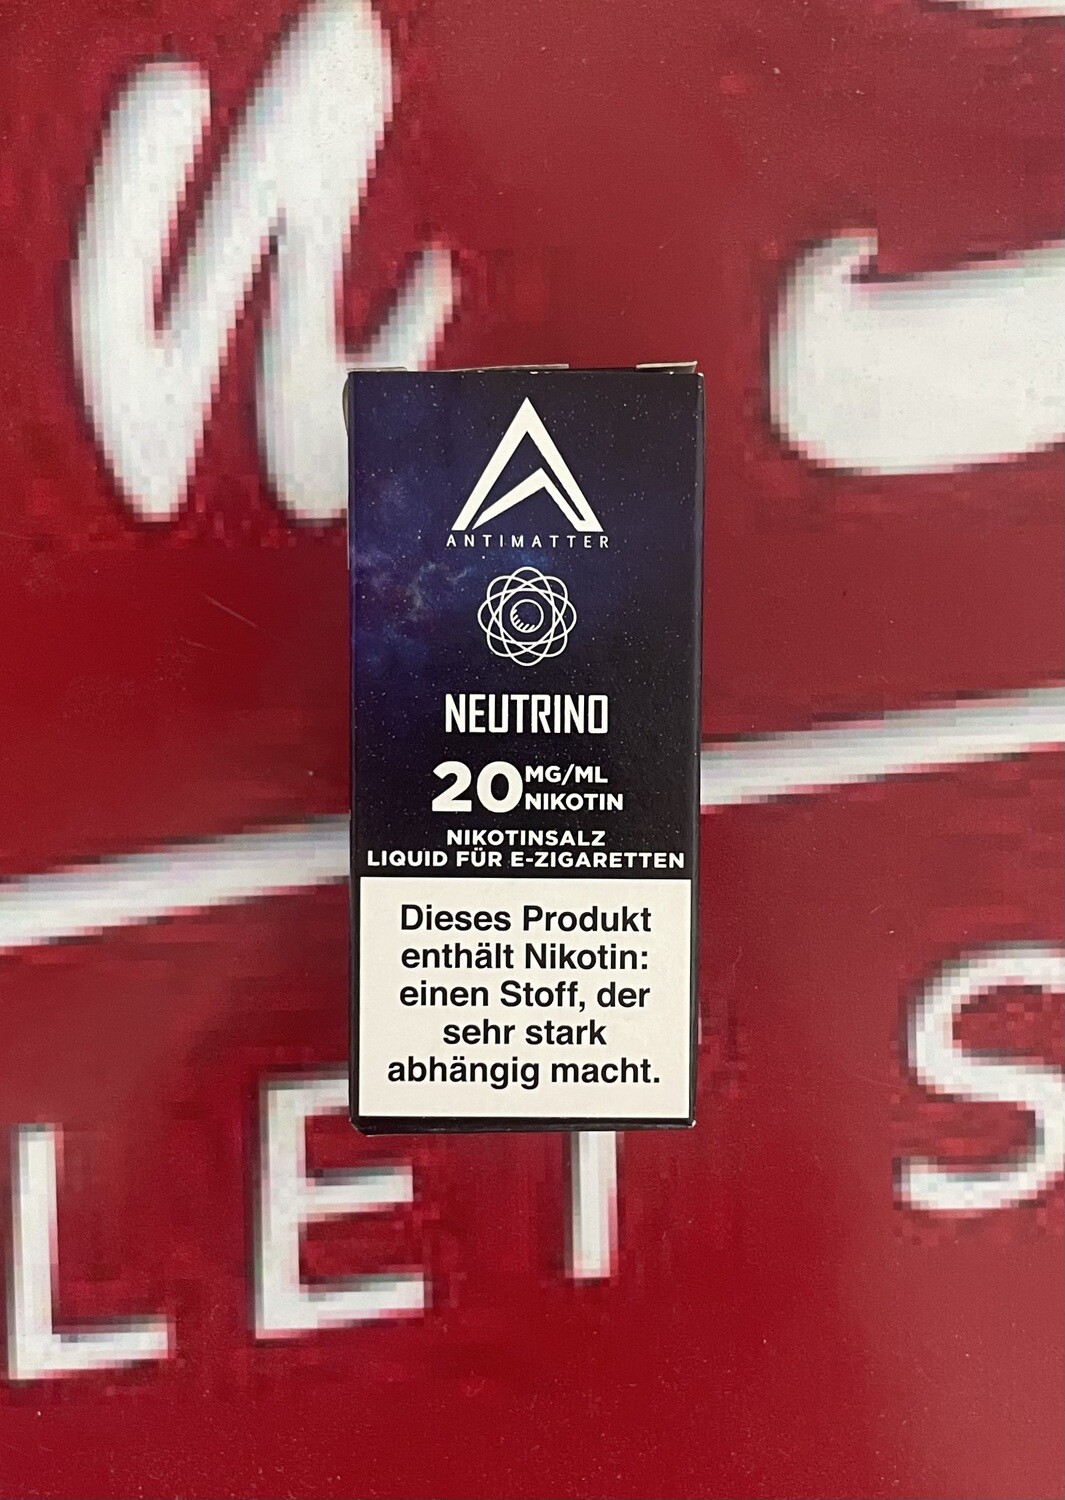 ANTIMATTER
NEUTRINO
20 MG/ML
NIKOTIN
NIKOTINSALZ
LIQUID FÜR E-ZIGARETTEN
Dieses Produkt
enthält Nikotin:
einen Stoff, der
sehr stark
abhängig macht.
LET S